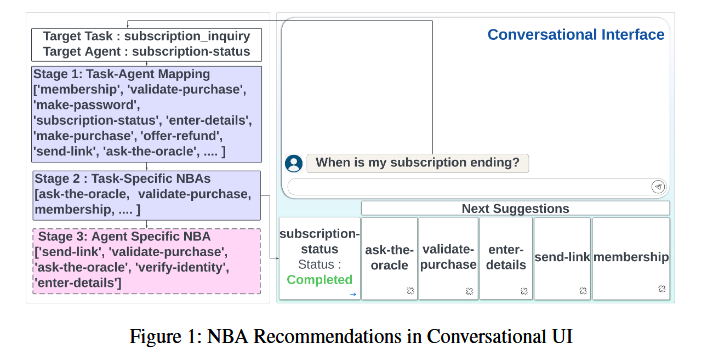 Target Task : subscription_inquiry
Target Agent : subscription-status
Stage 1: Task-Agent Mapping
['membership', 'validate-purchase',
'make-password',
'subscription-status', 'enter-details',
'make-purchase', 'offer-refund',
'send-link', 'ask-the-oracle', .... ]
Stage 2 : Task-Specific NBAs
[ask-the-oracle, validate-purchase,
membership, .... ]
Stage 3: Agent Specific NBA
['send-link', 'validate-purchase',
'ask-the-oracle', 'verify-identity',
'enter-details']
Conversational Interface
When is my subscription ending?
Next Suggestions
subscription-
status
Status :
Completed
ask-the-
oracle
validate-
purchase
enter-
details
send-link
membership
Figure 1: NBA Recommendations in Conversational UI